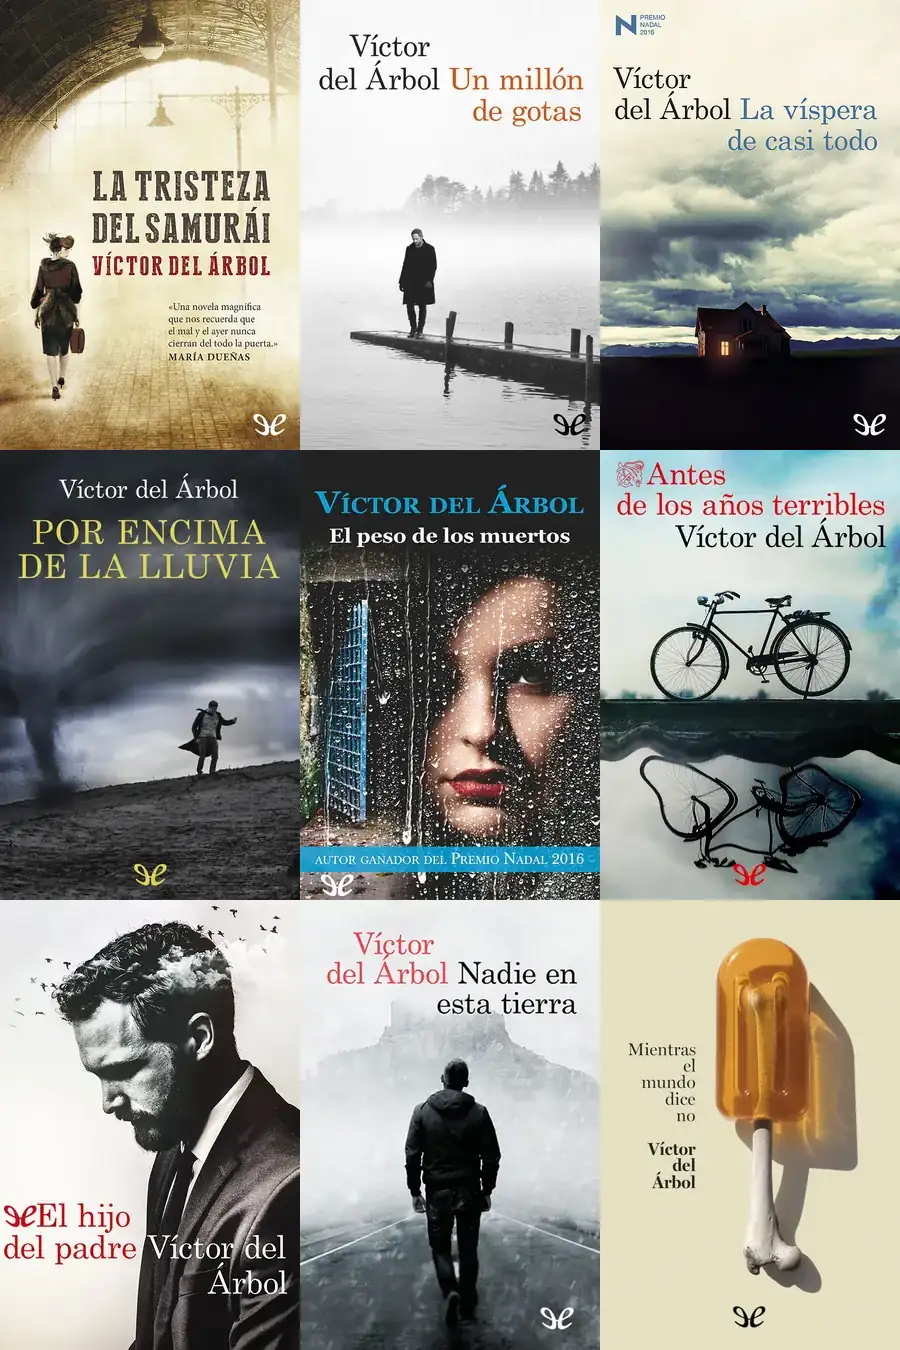 LA TRISTEZA
DEL SAMURÁI
VÍCTOR DEL ÁRBOL
«Una novela magnífica
que nos recuerda que
el mal y el ayer nunca
cierran del todo la puerta.»
MARÍA DUEÑAS
Víctor
del Árbol Un millón
de gotas
N PREMIO
NADAL
2016
Víctor
del Árbol La víspera
de casi todo
Víctor del Árbol
POR ENCIMA
DE LA LLUVIA
VÍCTOR DEL ÁRBOL
El peso de los muertos
AUTOR GANADOR DEL PREMIO NADAL 2016
Antes
de los años terribles
Víctor del Árbol
El hijo
del padre Víctor del
Árbol
Víctor
del Árbol Nadie en
esta tierra
Mientras
el
mundo
dice
no
Víctor
del
Árbol